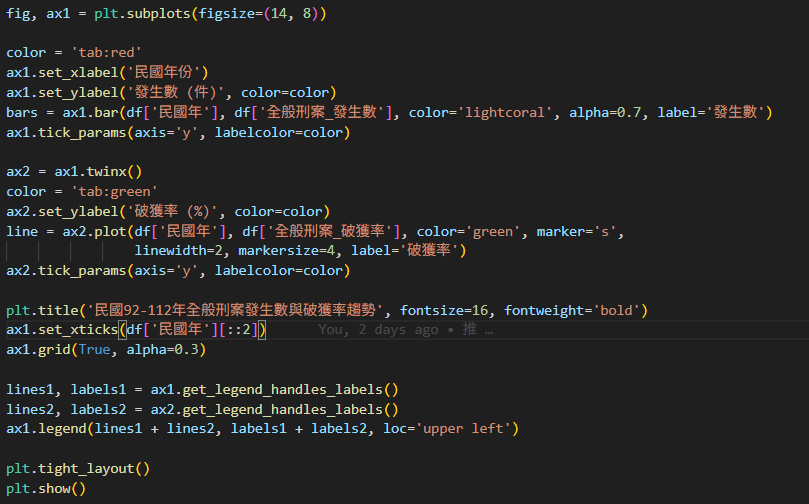 fig, ax1 = plt.subplots(figsize=(14, 8))
color = 'tab:red'
ax1.set_xlabel('民國年份')
ax1.set_ylabel('發生數 (件)', color=color)
bars = ax1.bar(df['民國年'], df['全般刑案_發生數'], color='lightcoral', alpha=0.7, label='發生數')
ax1.tick_params(axis='y', labelcolor=color)
ax2 = ax1.twinx()
color = 'tab:green'
ax2.set_ylabel('破獲率 (%)', color=color)
line = ax2.plot(df['民國年'], df['全般刑案_破獲率'], color='green', marker='s',
linewidth=2, markersize=4, label='破獲率')
ax2.tick_params(axis='y', labelcolor=color)
plt.title('民國92-112年全般刑案發生數與破獲率趨勢', fontsize=16, fontweight='bold')
ax1.set_xticks(df['民國年'][::2]) You, 2 days ago • 推 …
ax1.grid(True, alpha=0.3)
lines1, labels1 = ax1.get_legend_handles_labels()
lines2, labels2 = ax2.get_legend_handles_labels()
ax1.legend(lines1 + lines2, labels1 + labels2, loc='upper left')
plt.tight_layout()
plt.show()